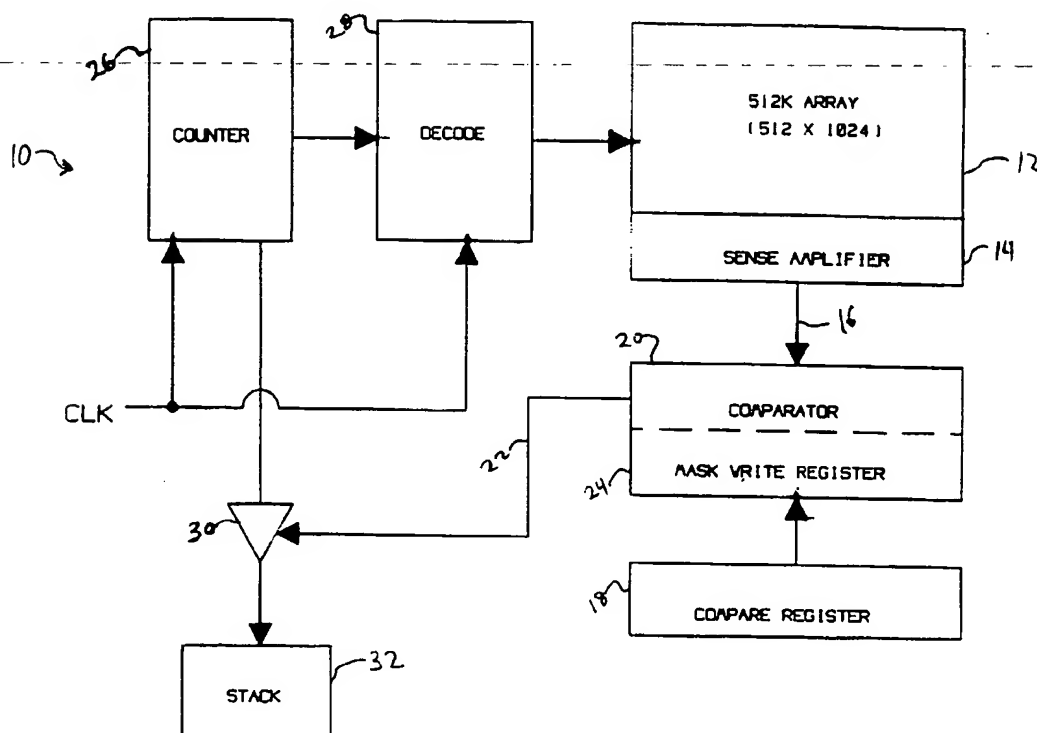 26
COUNTER
28
DECODE
512K ARRAY
(512 X 1024)
12
10
SENSE AMPLIFIER
14
16
CLK
20
COMPARATOR
22
24
MASK WRITE REGISTER
30
18
COMPARE REGISTER
32
STACK